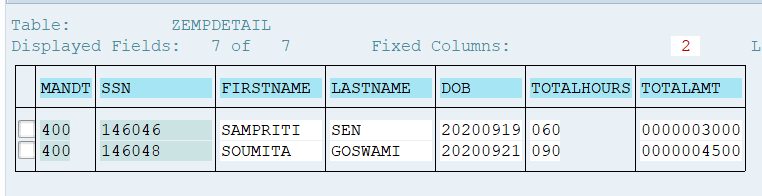 Table: ZEMPDETAIL
Displayed Fields: 7 of 7 Fixed Columns: 2 L
MANDT SSN FIRSTNAME LASTNAME DOB TOTALHOURS TOTALAMT
400 146046 SAMPRITI SEN 20200919 060 0000003000
400 146048 SOUMITA GOSWAMI 20200921 090 0000004500